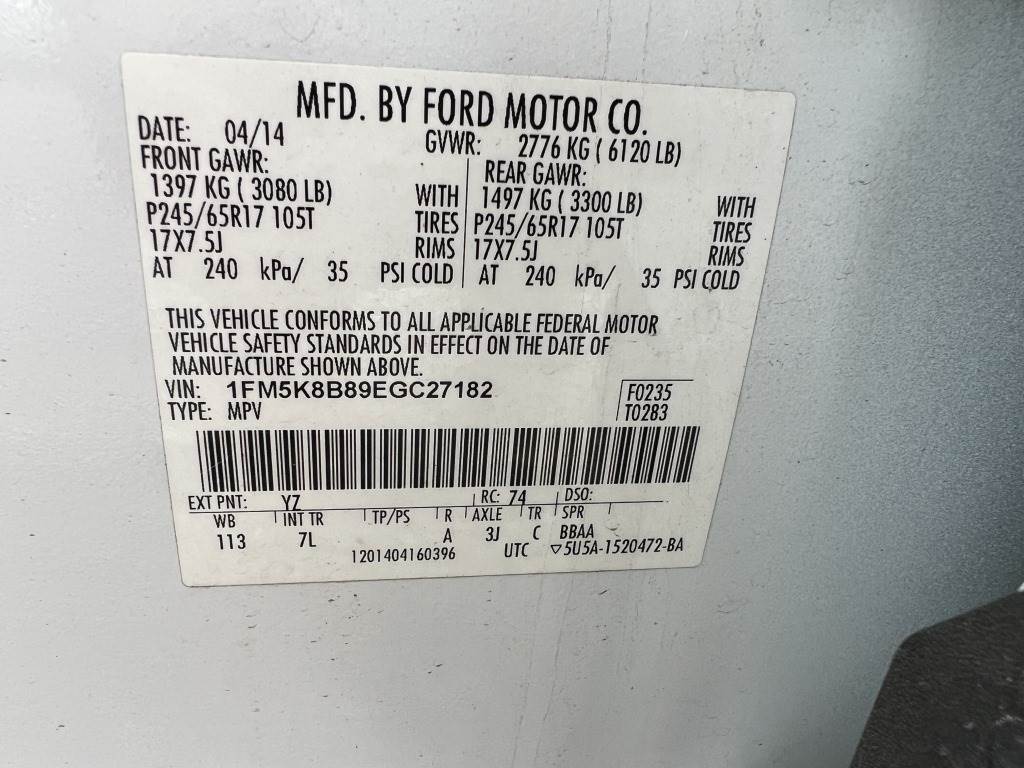 MFD. BY FORD MOTOR CO.
DATE: 04/14 GVWR: 2776 KG ( 6120 LB)
FRONT GAWR: REAR GAWR:
1397 KG ( 3080 LB) WITH 1497 KG ( 3300 LB) WITH
P245/65R17 105T TIRES P245/65R17 105T TIRES
17X7.5J RIMS 17X7.5J RIMS
AT 240 kPa/ 35 PSI COLD AT 240 kPa/ 35 PSI COLD
THIS VEHICLE CONFORMS TO ALL APPLICABLE FEDERAL MOTOR
VEHICLE SAFETY STANDARDS IN EFFECT ON THE DATE OF
MANUFACTURE SHOWN ABOVE.
VIN: 1FM5K8B89EGC27182 F0235
TYPE: MPV T0283
EXT PNT: YZ RC: 74 DSO:
WB INT TR TP/PS R AXLE TR SPR
113 7L A 3J C BBAA
1201404160396 UTC ▽5U5A-1520472-BA